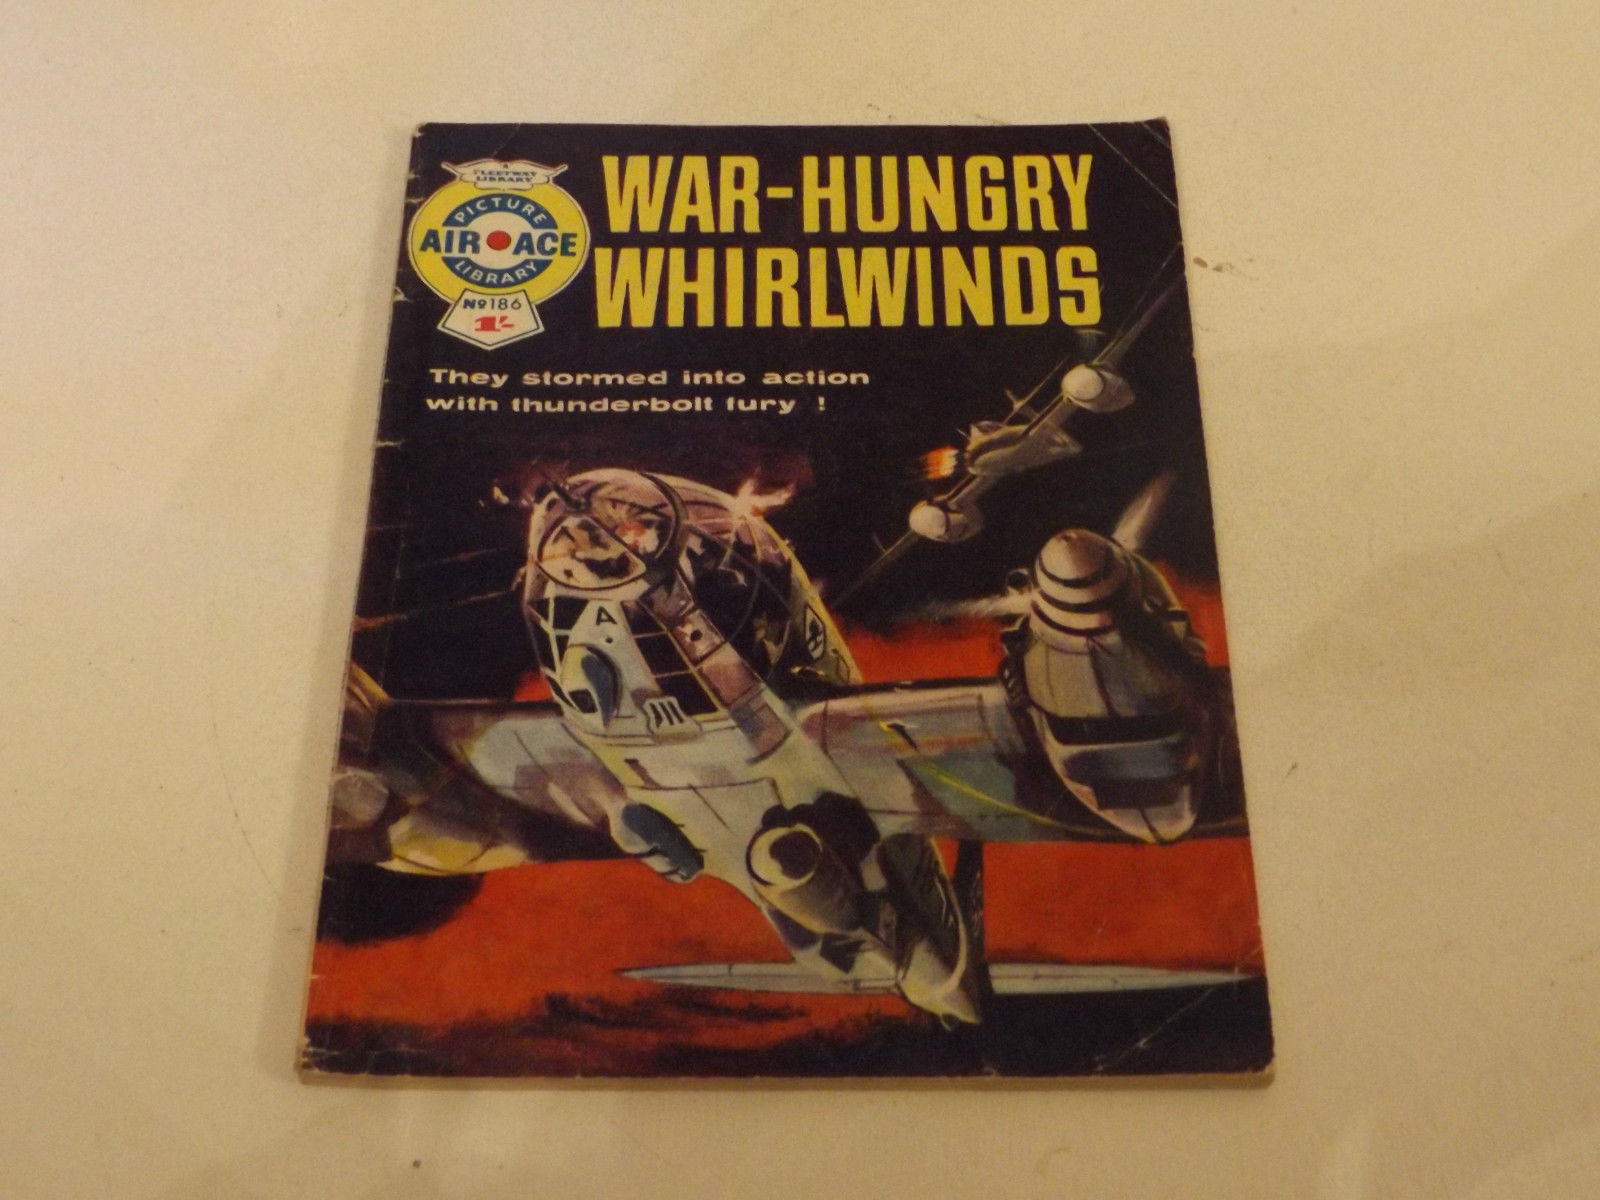 A
FLEETWAY
LIBRARY
PICTURE
AIR ACE
LIBRARY
No 186
1/-
WAR-HUNGRY
WHIRLWINDS
They stormed into action
with thunderbolt fury !
A